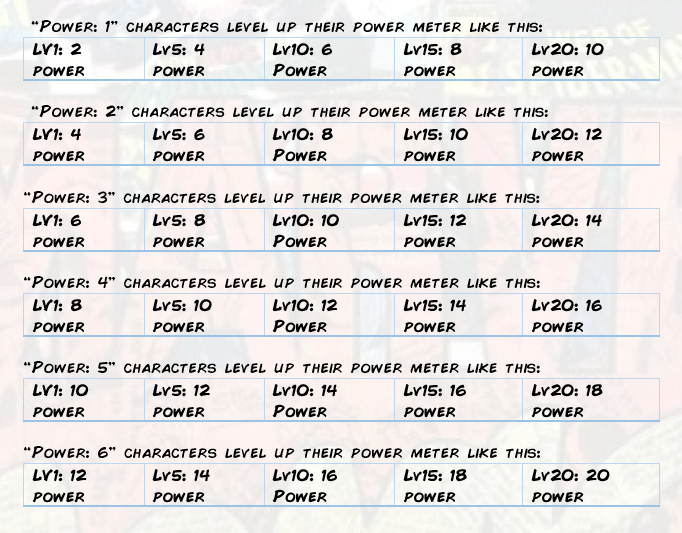 “Power: 1” characters level up their power meter like this:
Lv1: 2 power
Lv5: 4 power
Lv10: 6 Power
Lv15: 8 power
Lv20: 10 power
“Power: 2” characters level up their power meter like this:
Lv1: 4 power
Lv5: 6 power
Lv10: 8 Power
Lv15: 10 power
Lv20: 12 power
“Power: 3” characters level up their power meter like this:
Lv1: 6 power
Lv5: 8 power
Lv10: 10 Power
Lv15: 12 power
Lv20: 14 power
“Power: 4” characters level up their power meter like this:
Lv1: 8 power
Lv5: 10 power
Lv10: 12 Power
Lv15: 14 power
Lv20: 16 power
“Power: 5” characters level up their power meter like this:
Lv1: 10 power
Lv5: 12 power
Lv10: 14 Power
Lv15: 16 power
Lv20: 18 power
“Power: 6” characters level up their power meter like this:
Lv1: 12 power
Lv5: 14 power
Lv10: 16 Power
Lv15: 18 power
Lv20: 20 power